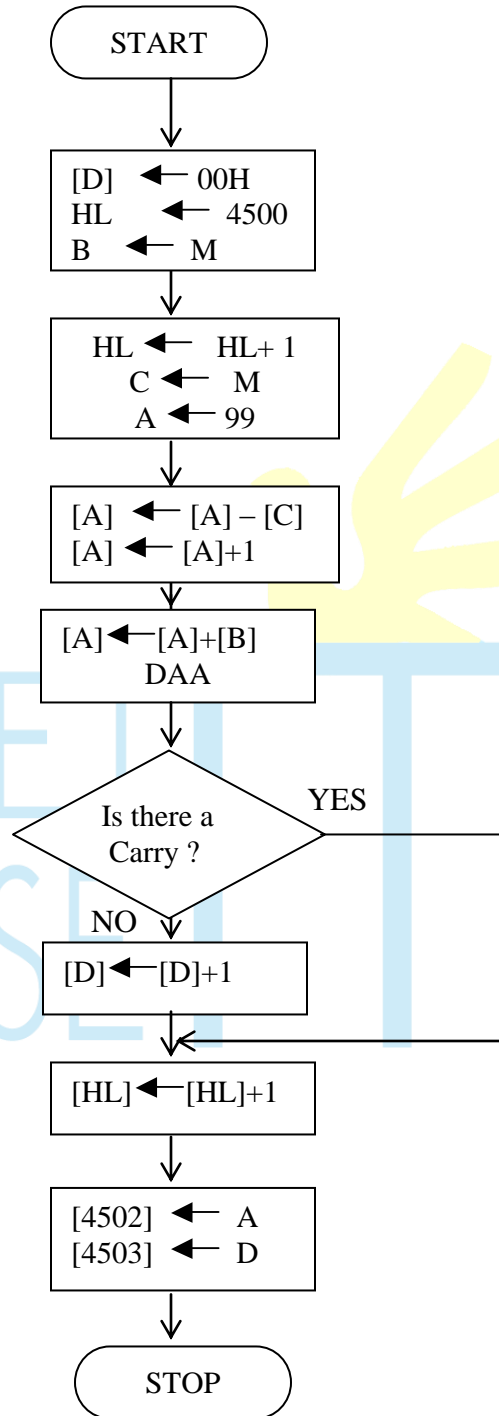 START
[D] ← 00H
HL ← 4500
B ← M
HL ← HL+ 1
C ← M
A ← 99
[A] ← [A] – [C]
[A] ← [A]+1
[A] ← [A]+[B]
DAA
YES
Is there a
Carry ?
NO
[D] ← [D]+1
[HL] ← [HL]+1
[4502] ← A
[4503] ← D
STOP